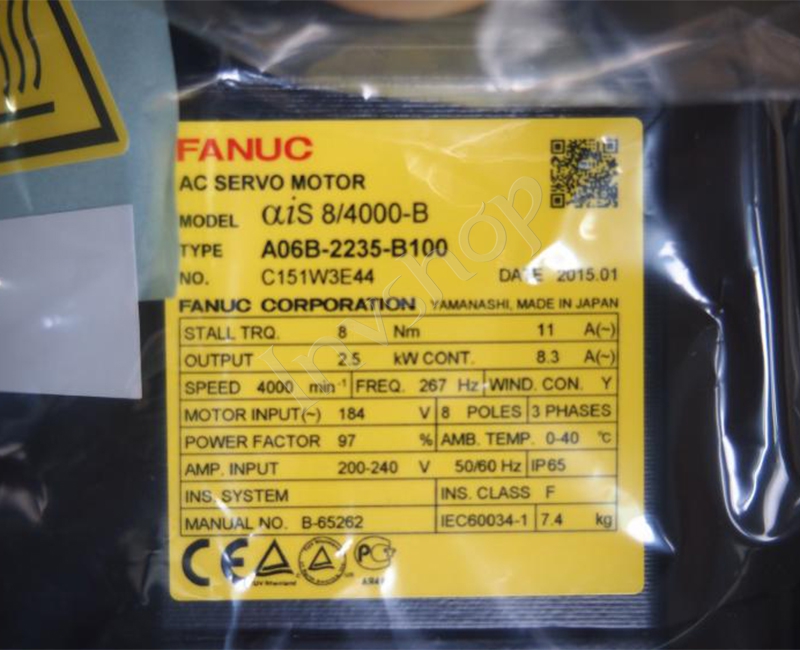 FANUC
AC SERVO MOTOR
MODEL αiS 8/4000-B
TYPE A06B-2235-B100
NO. C151W3E44 DATE 2015.01
FANUC CORPORATION YAMANASHI, MADE IN JAPAN
STALL TRQ. 8 Nm 11 A(~)
OUTPUT 2.5 kW CONT. 8.3 A(~)
SPEED 4000 min-1 FREQ. 267 Hz WIND. CON. Y
MOTOR INPUT(~) 184 V 8 POLES 3 PHASES
POWER FACTOR 97 % AMB. TEMP. 0-40 °C
AMP. INPUT 200-240 V 50/60 Hz IP65
INS. SYSTEM INS. CLASS F
MANUAL NO. B-65262 IEC60034-1 7.4 kg
CE
TUV Rheinland
Invshop